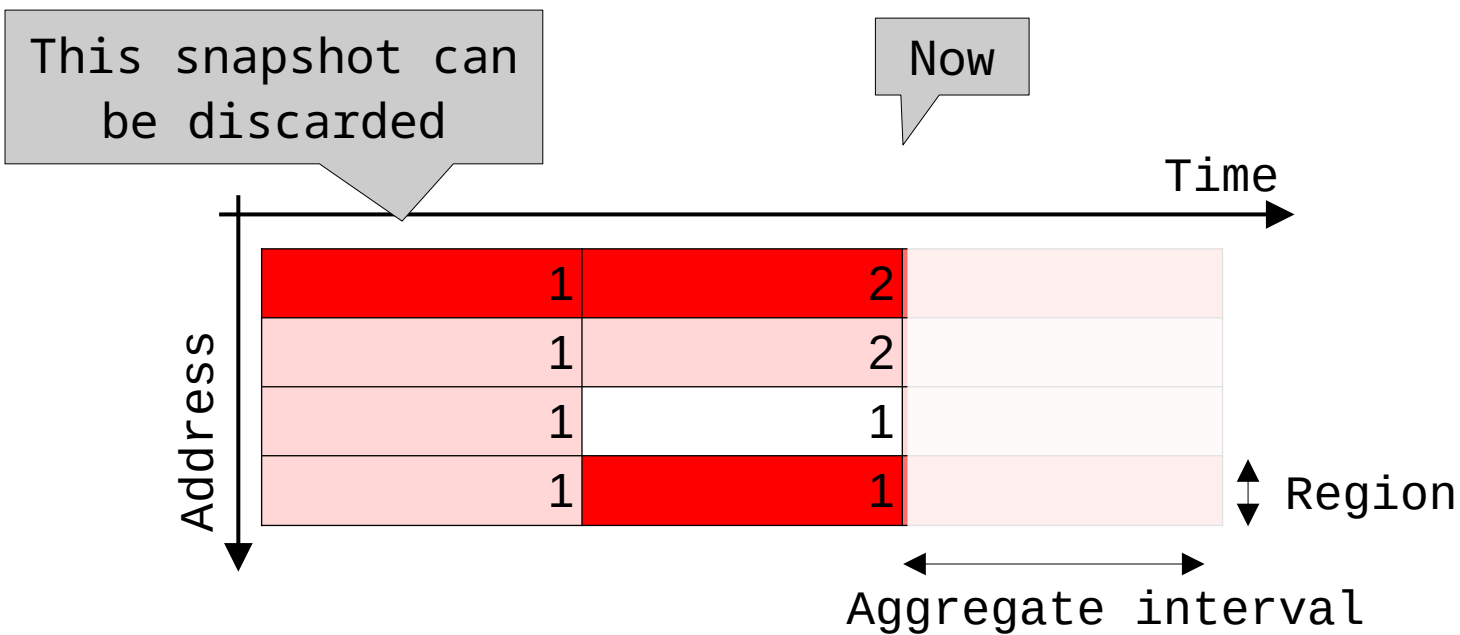 This snapshot can
be discarded
Now
Time
Address
1 2
1 2
1 1
1 1
Region
Aggregate interval